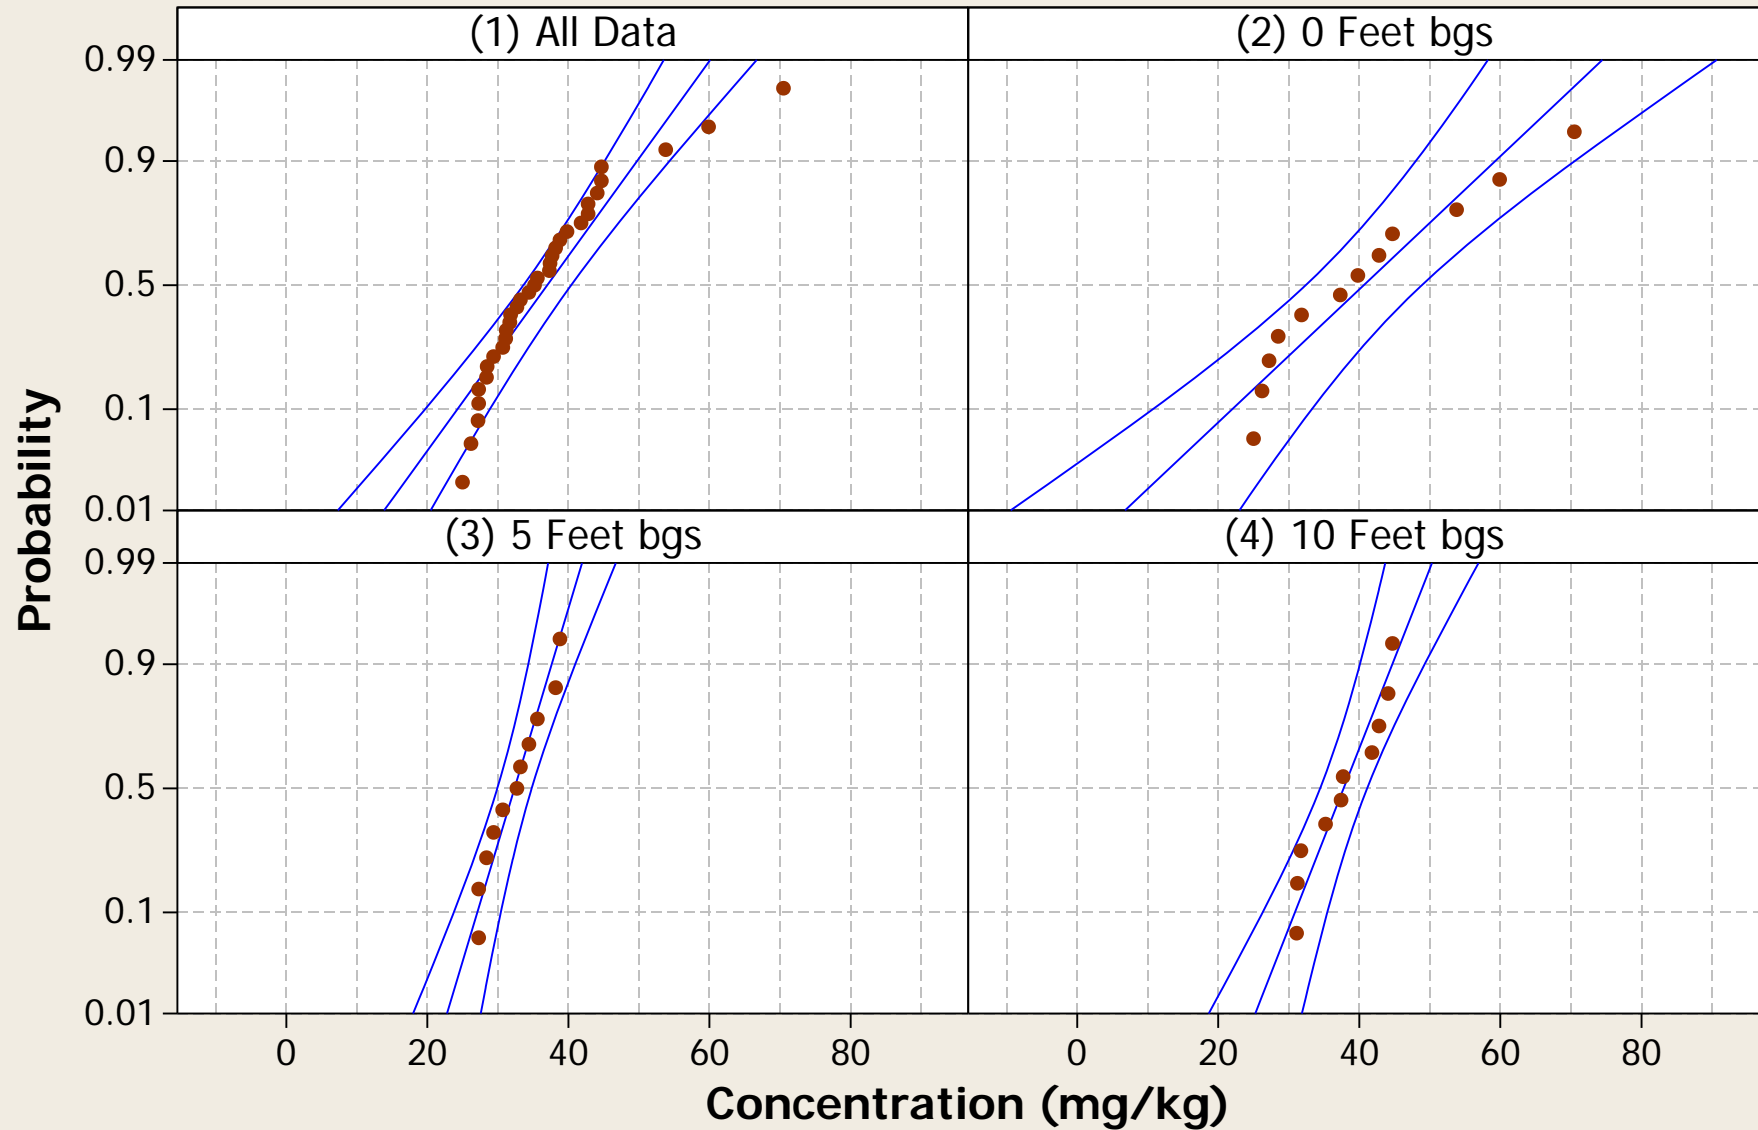 (1) All Data
(2) 0 Feet bgs
0.99
0.9
0.5
0.1
0.01
(3) 5 Feet bgs
(4) 10 Feet bgs
0.99
0.9
0.5
0.1
0.01
Probability
0 20 40 60 80
0 20 40 60 80
Concentration (mg/kg)